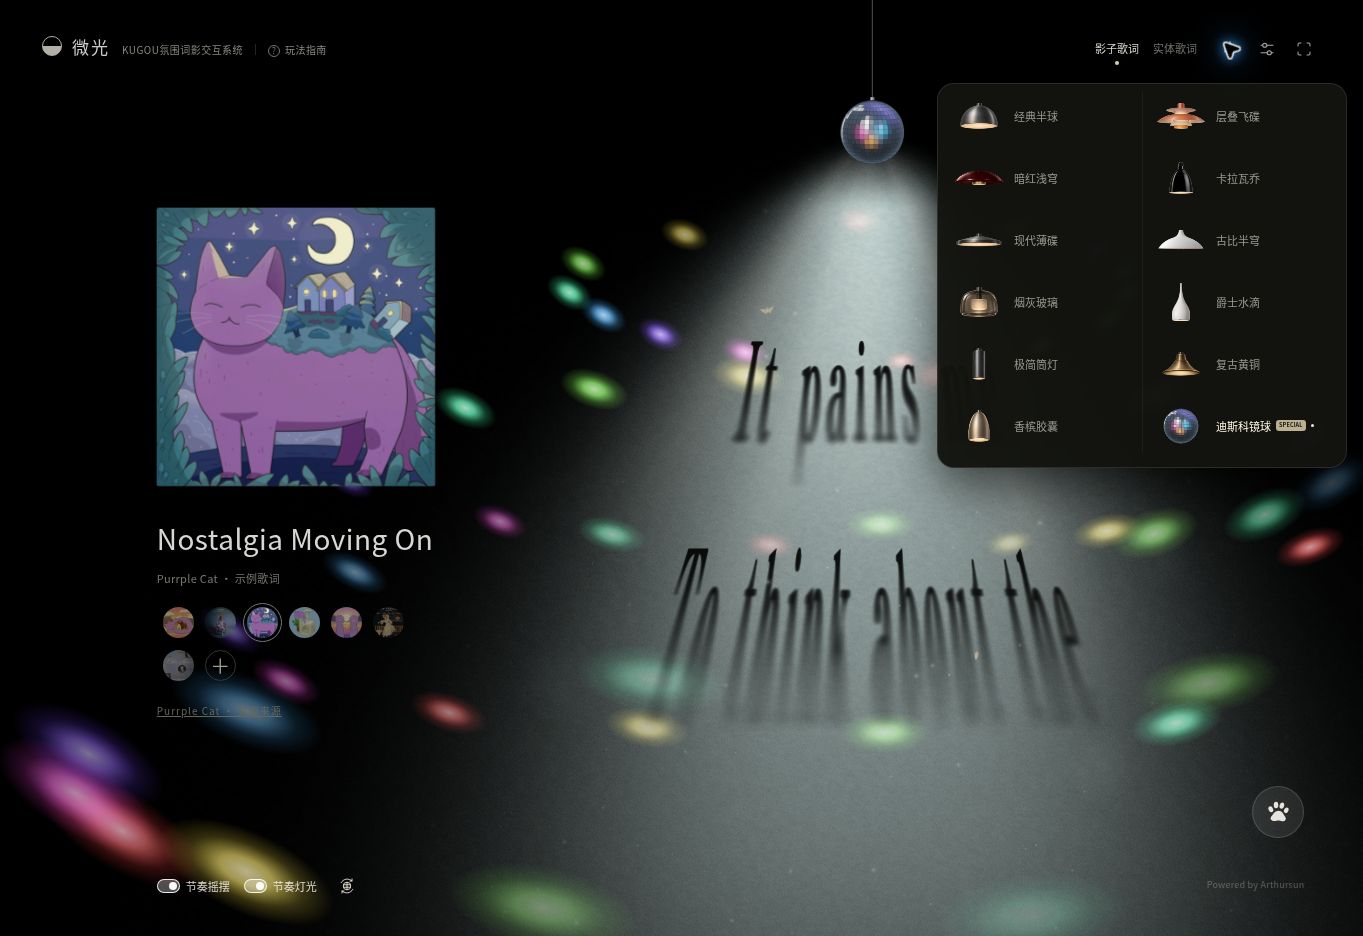 微光
KUGOU氛围词影交互系统
玩法指南
影子歌词
实体歌词
经典半球
层叠飞碟
暗红浅穹
卡拉瓦乔
现代薄碟
古比半穹
烟灰玻璃
爵士水滴
极简筒灯
复古黄铜
香槟胶囊
迪斯科镜球 SPECIAL
It pains
To think about the
Nostalgia Moving On
Purrple Cat · 示例歌词
Purrple Cat · 来源
节奏摇摆
节奏灯光
Powered by Arthursun